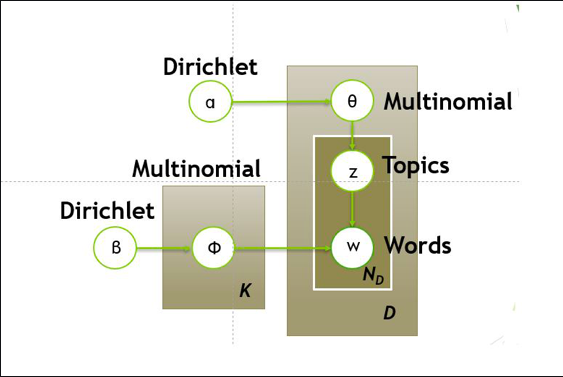 Dirichlet
α
θ
Multinomial
Multinomial
z
Topics
Dirichlet
β
Φ
w
Words
N_D
K
D